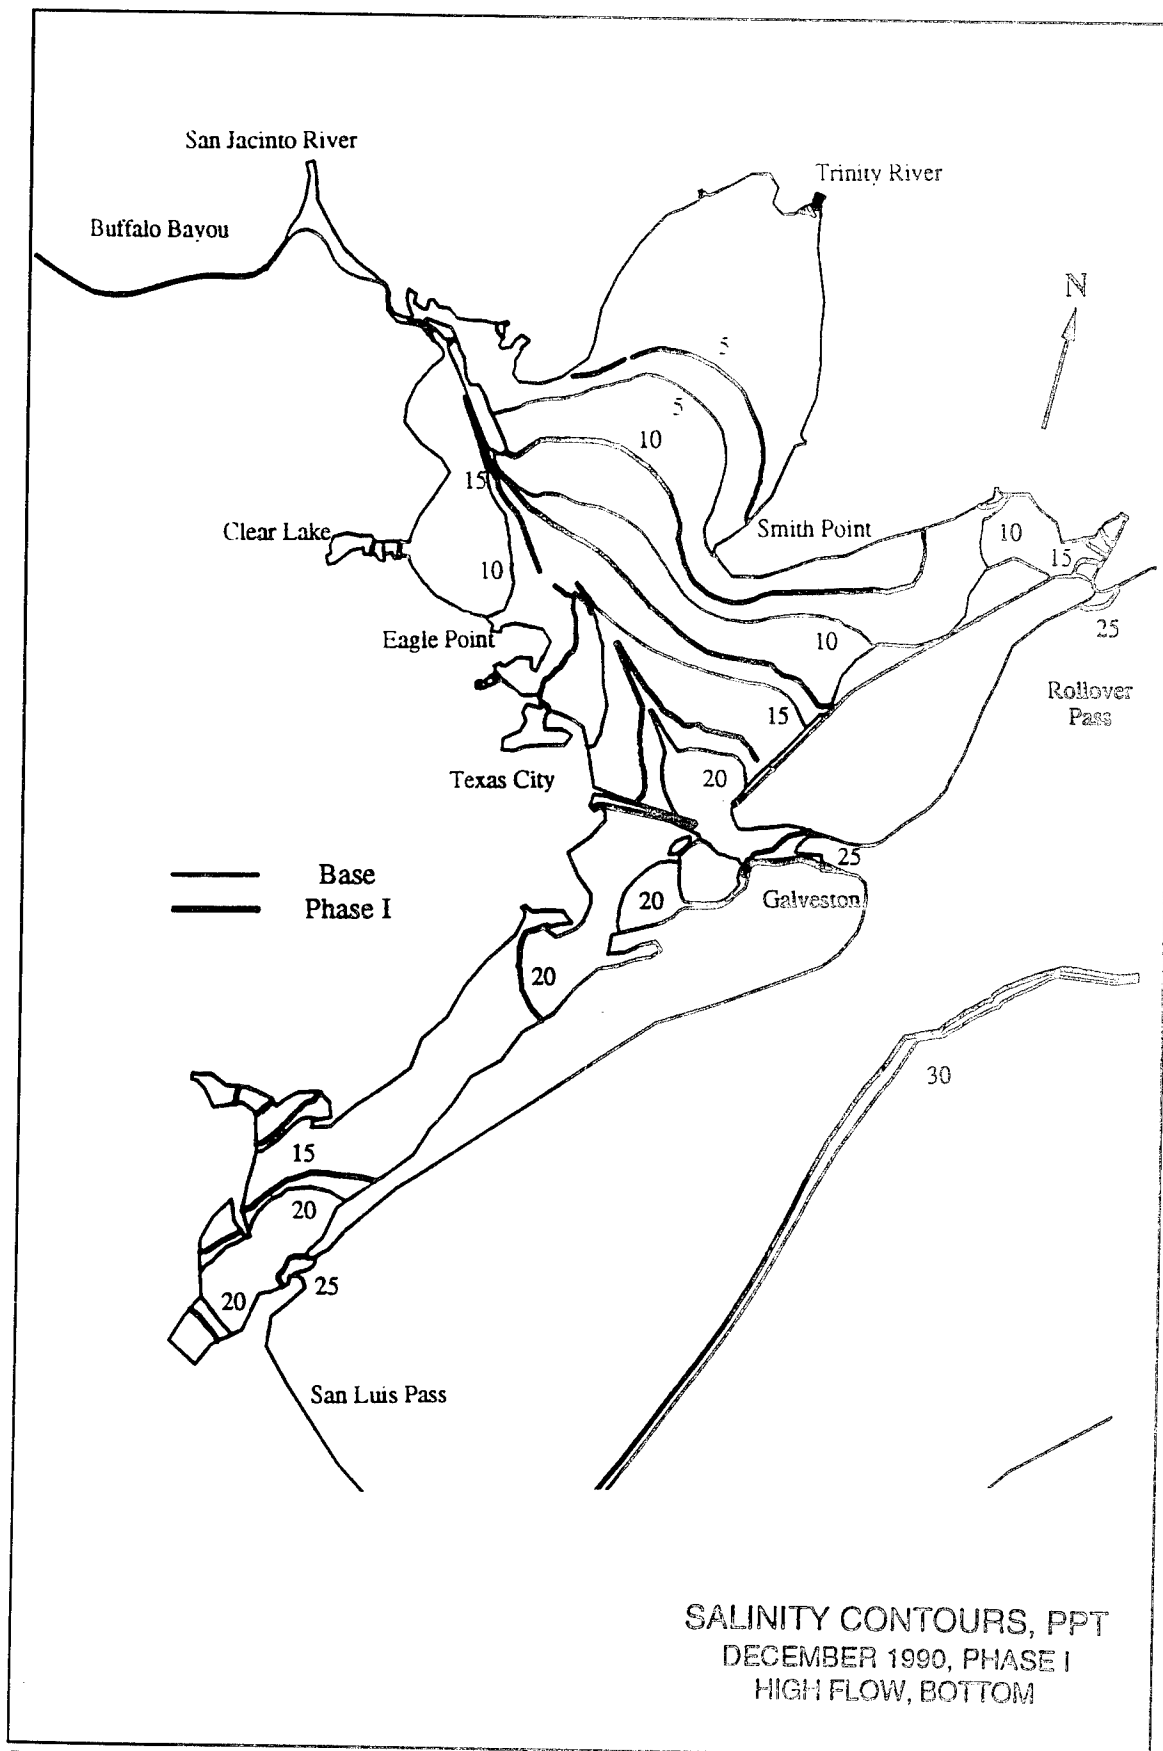 San Jacinto River
Trinity River
Buffalo Bayou
N
5
5
10
15
Smith Point
Clear Lake
10
10
15
Eagle Point
10
25
Rollover
Pass
15
Texas City
20
25
Base
Phase I
20
Galveston
20
30
15
20
25
20
San Luis Pass
SALINITY CONTOURS, PPT
DECEMBER 1990, PHASE I
HIGH FLOW, BOTTOM